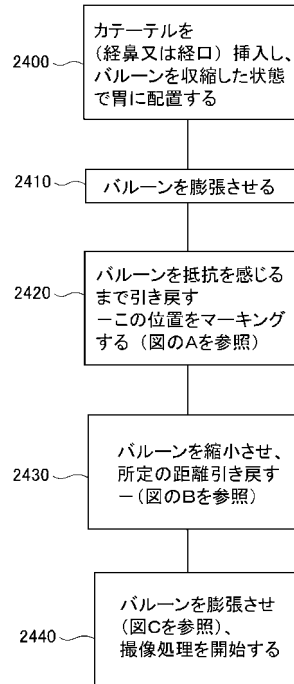 2400
カテーテルを
(経鼻又は経口) 挿入し、
バルーンを収縮した状態
で胃に配置する
2410
バルーンを膨張させる
2420
バルーンを抵抗を感じる
まで引き戻す
－この位置をマーキング
する (図のAを参照)
2430
バルーンを縮小させ、
所定の距離引き戻す
－(図のBを参照)
2440
バルーンを膨張させ
(図Cを参照)、
撮像処理を開始する